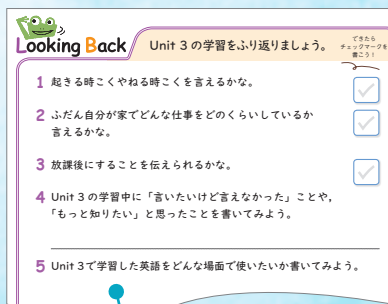 Looking Back
Unit 3 の学習をふり返りましょう。
できたら
チェックマークを
書こう！
1 起きる時こくやねる時こくを言えるかな。
2 ふだん自分が家でどんな仕事をどのくらいしているか
言えるかな。
3 放課後にすることを伝えられるかな。
4 Unit 3 の学習中に「言いたいけど言えなかった」ことや，
「もっと知りたい」と思ったことを書いてみよう。
5 Unit 3で学習した英語をどんな場面で使いたいか書いてみよう。